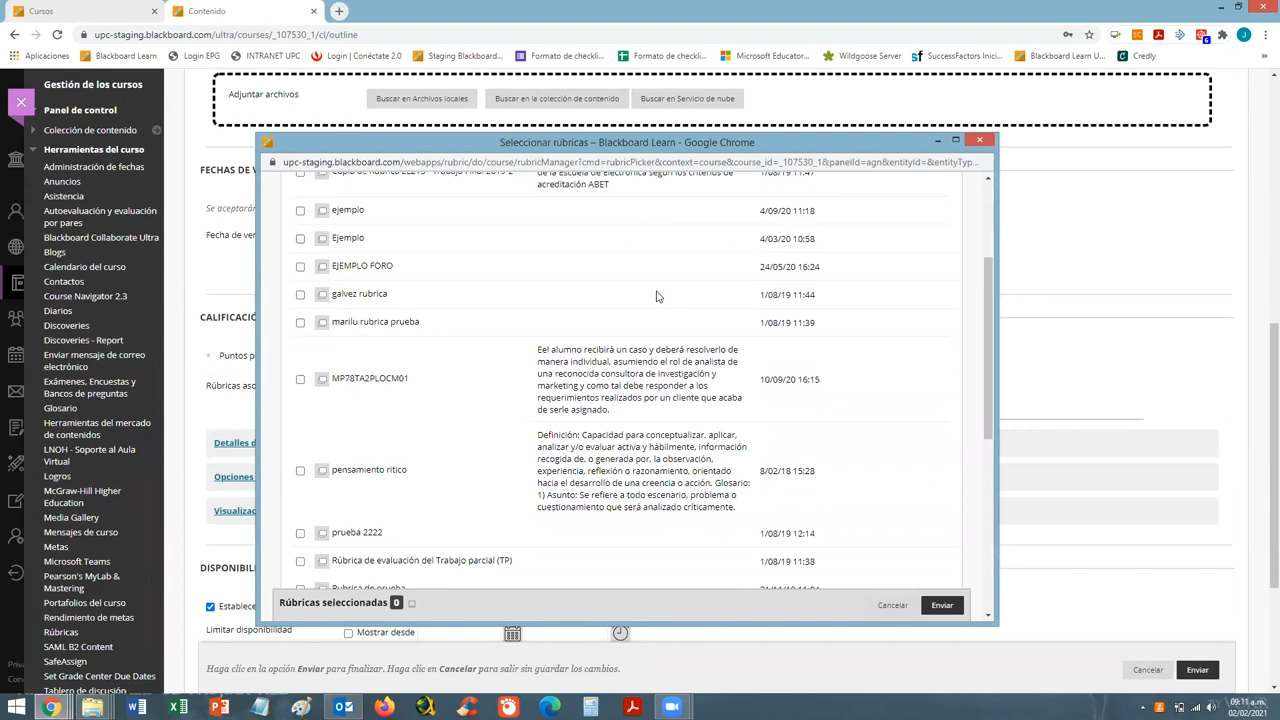 Cursos
Contenido
upc-staging.blackboard.com/ultra/courses/_107530_1/cl/outline
Aplicaciones
Blackboard Learn
Login EPG
INTRANET UPC
Login | Conéctate 2.0
Staging Blackboard...
Formato de checklis...
Formato de checklis...
Microsoft Educator...
Wildgoose Server
SuccessFactors Inici...
Blackboard Learn U...
Credly
Gestión de los cursos
Panel de control
Colección de contenido
Herramientas del curso
Administración de fechas
Anuncios
Asistencia
Autoevaluación y evaluación
por pares
Blackboard Collaborate Ultra
Blogs
Calendario del curso
Contactos
Course Navigator 2.3
Diarios
Discoveries
Discoveries - Report
Enviar mensaje de correo
electrónico
Exámenes, Encuestas y
Bancos de preguntas
Glosario
Herramientas del mercado
de contenidos
LNOH - Soporte al Aula
Virtual
Logros
McGraw-Hill Higher
Education
Media Gallery
Mensajes de curso
Metas
Microsoft Teams
Pearson's MyLab &
Mastering
Portafolios del curso
Rendimiento de metas
Rúbricas
SAML B2 Content
SafeAssign
Set Grade Center Due Dates
Tablero de discusión
Adjuntar archivos
Buscar en Archivos locales
Buscar en la colección de contenido
Buscar en Servicio de nube
FECHAS DE V
Se aceptará
Fecha de ver
CALIFICACIÓ
* Puntos p
Rúbricas aso
Detalles d
Opciones
Visualizac
DISPONIBIL
Establece
Limitar disponibilidad
Mostrar desde
Haga clic en la opción Enviar para finalizar. Haga clic en Cancelar para salir sin guardar los cambios.
Cancelar
Enviar
Seleccionar rúbricas – Blackboard Learn - Google Chrome
upc-staging.blackboard.com/webapps/rubric/do/course/rubricManager?cmd=rubricPicker&context=course&course_id=_107530_1&panelId=agn&entityId=&entityTyp...
de la Escuela de Electrónica según los criterios de
acreditación ABET
1/08/19 11:47
ejemplo
4/09/20 11:18
Ejemplo
4/03/20 10:58
EJEMPLO FORO
24/05/20 16:24
galvez rubrica
1/08/19 11:44
marilu rubrica prueba
1/08/19 11:39
MP78TA2PLOCM01
Eel alumno recibirá un caso y deberá resolverlo de
manera individual, asumiendo el rol de analista de
una reconocida consultora de investigación y
marketing y como tal debe responder a los
requerimientos realizados por un cliente que acaba
de serle asignado.
10/09/20 16:15
pensamiento ritico
Definición: Capacidad para conceptualizar, aplicar,
analizar y/o evaluar activa y hábilmente, información
recogida de, o generada por, la observación,
experiencia, reflexión o razonamiento, orientado
hacia el desarrollo de una creencia o acción. Glosario:
1) Asunto: Se refiere a todo escenario, problema o
cuestionamiento que será analizado críticamente.
8/02/18 15:28
prueba 2222
1/08/19 12:14
Rúbrica de evaluación del Trabajo parcial (TP)
1/08/19 11:38
Rubrica de prueba
Rúbricas seleccionadas 0
Cancelar
Enviar
09:11 a.m.
02/02/2021